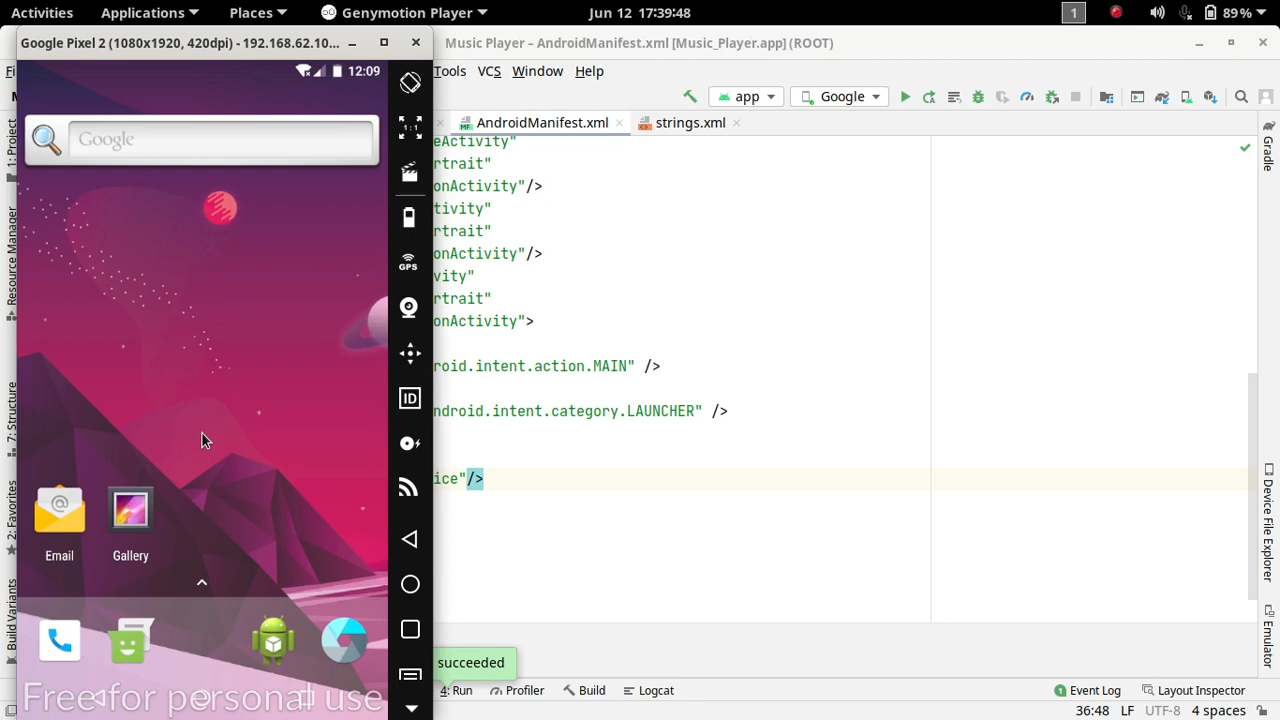 Activities Applications Places Genymotion Player Jun 12 17:39:48 1 89%
Google Pixel 2 (1080x1920, 420dpi) - 192.168.62.10...
Music Player – AndroidManifest.xml [Music_Player.app] (ROOT)
Tools VCS Window Help
12:09
app Google
Google
AndroidManifest.xml strings.xml
eActivity"
rtrait"
onActivity"/>
tivity"
rtrait"
onActivity"/>
vity"
rtrait"
onActivity">
roid.intent.action.MAIN" />
ndroid.intent.category.LAUNCHER" />
ice"/>
1:1
GPS
ID
Email Gallery
Free for personal use
succeeded
4: Run Profiler Build Logcat Event Log Layout Inspector
36:48 LF UTF-8 4 spaces
1: Project
Resource Manager
7: Structure
2: Favorites
Build Variants
Gradle
Device File Explorer
Emulator